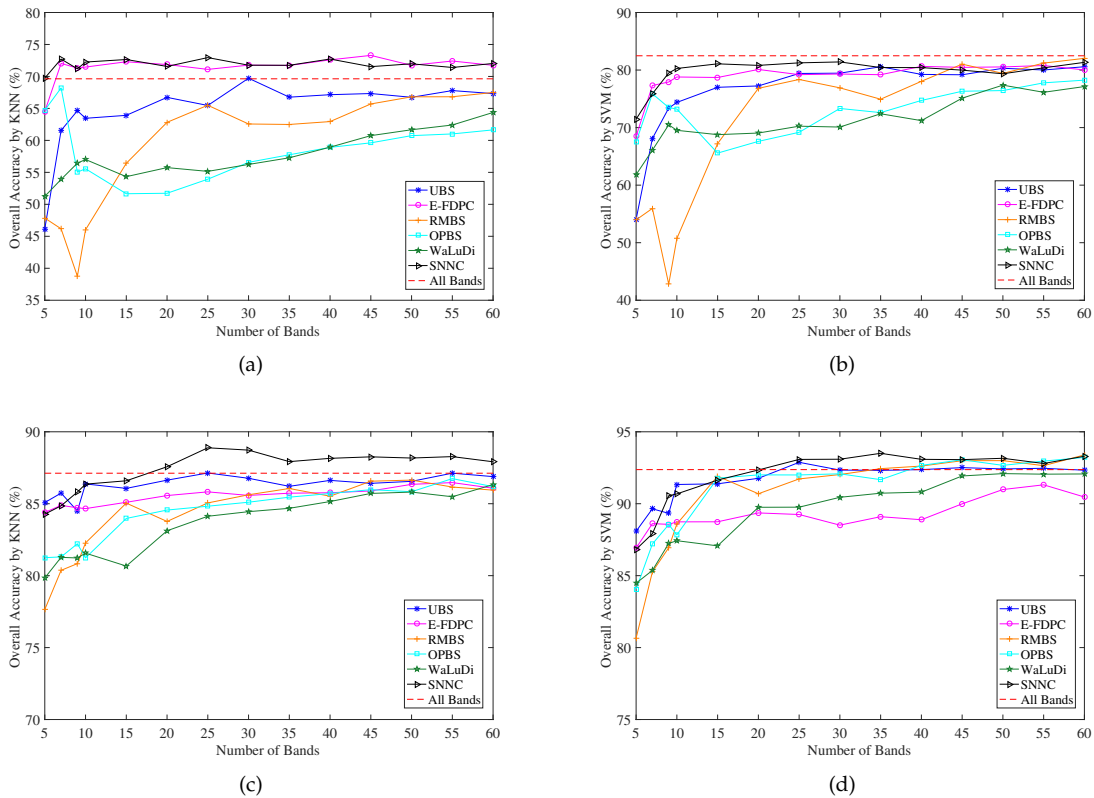 80
75
70
65
60
55
50
45
40
35
Overall Accuracy by KNN (%)
5 10 15 20 25 30 35 40 45 50 55 60
Number of Bands
UBS
E-FDPC
RMBS
OPBS
WaLuDi
SNNC
All Bands
(a)
90
80
70
60
50
40
Overall Accuracy by SVM (%)
5 10 15 20 25 30 35 40 45 50 55 60
Number of Bands
UBS
E-FDPC
RMBS
OPBS
WaLuDi
SNNC
All Bands
(b)
90
85
80
75
70
Overall Accuracy by KNN (%)
5 10 15 20 25 30 35 40 45 50 55 60
Number of Bands
UBS
E-FDPC
RMBS
OPBS
WaLuDi
SNNC
All Bands
(c)
95
90
85
80
75
Overall Accuracy by SVM (%)
5 10 15 20 25 30 35 40 45 50 55 60
Number of Bands
UBS
E-FDPC
RMBS
OPBS
WaLuDi
SNNC
All Bands
(d)